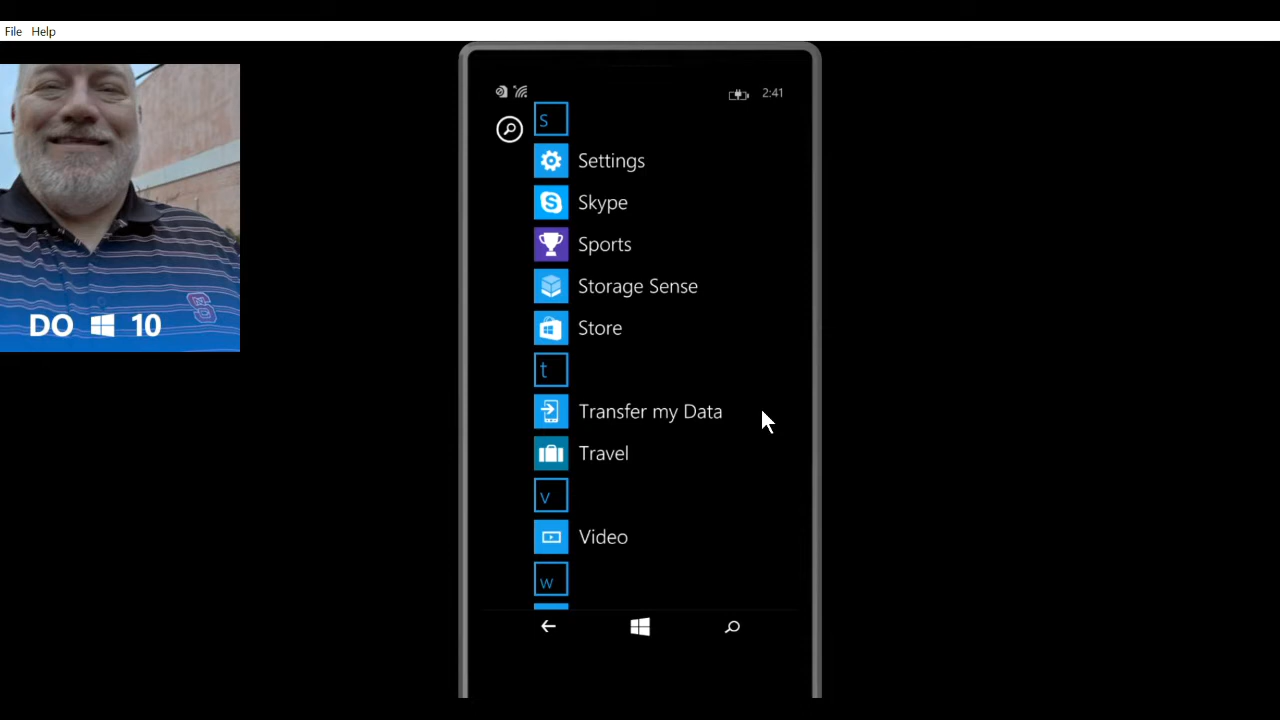 File Help
2:41
s
Settings
Skype
Sports
Storage Sense
Store
t
Transfer my Data
Travel
v
Video
w
S
DO 10